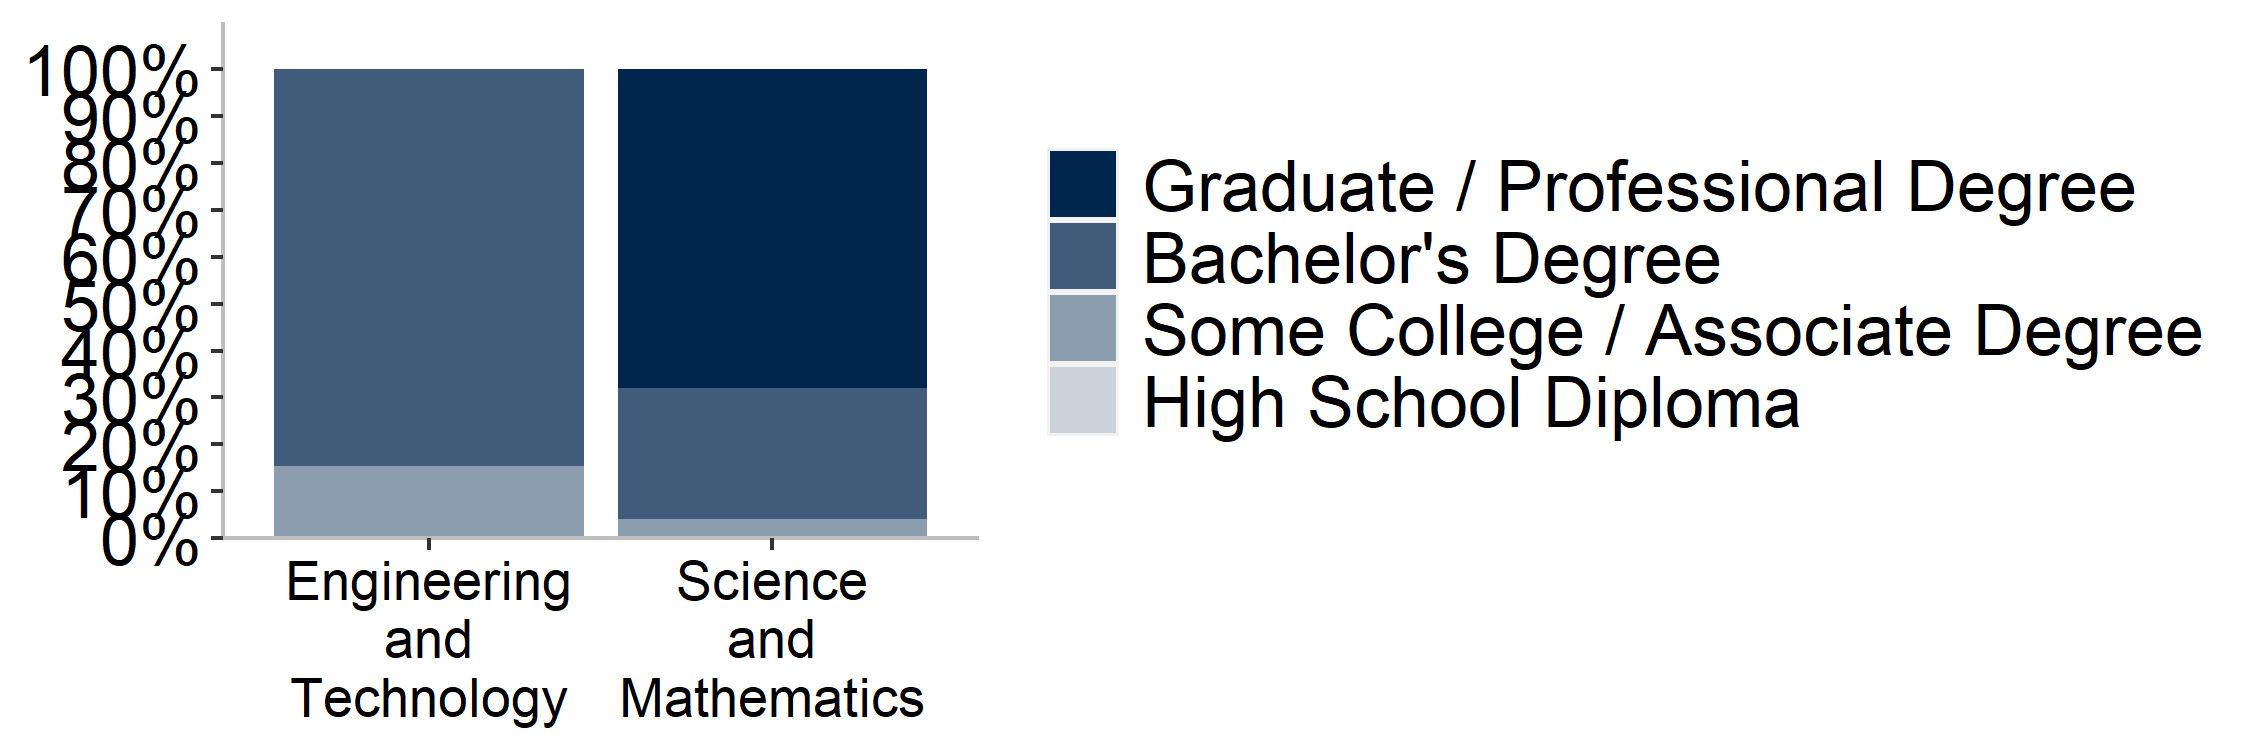 100%
90%
80%
70%
60%
50%
40%
30%
20%
10%
0%
Engineering
and
Technology
Science
and
Mathematics
Graduate / Professional Degree
Bachelor's Degree
Some College / Associate Degree
High School Diploma